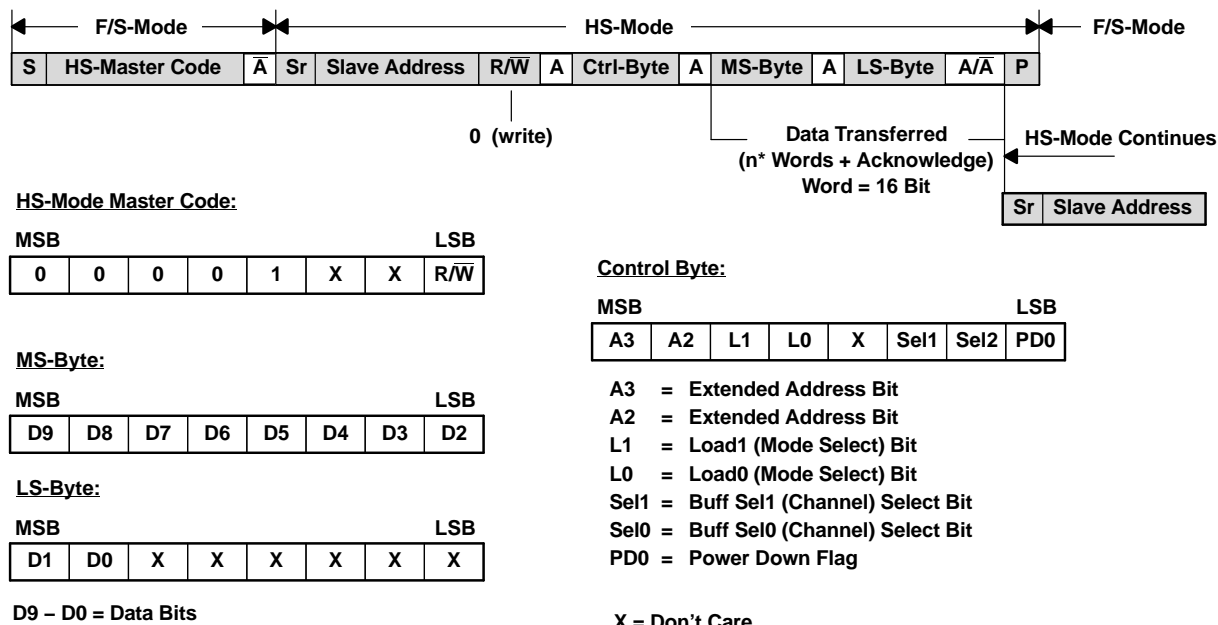 F/S-Mode HS-Mode F/S-Mode
S HS-Master Code A̅ Sr Slave Address R/W̅ A Ctrl-Byte A MS-Byte A LS-Byte A/A̅ P
0 (write)
Data Transferred
(n* Words + Acknowledge)
Word = 16 Bit
HS-Mode Continues
Sr Slave Address
HS-Mode Master Code:
MSB LSB
0 0 0 0 1 X X R/W̅
MS-Byte:
MSB LSB
D9 D8 D7 D6 D5 D4 D3 D2
LS-Byte:
MSB LSB
D1 D0 X X X X X X
D9 – D0 = Data Bits
Control Byte:
MSB LSB
A3 A2 L1 L0 X Sel1 Sel2 PD0
A3 = Extended Address Bit
A2 = Extended Address Bit
L1 = Load1 (Mode Select) Bit
L0 = Load0 (Mode Select) Bit
Sel1 = Buff Sel1 (Channel) Select Bit
Sel0 = Buff Sel0 (Channel) Select Bit
PD0 = Power Down Flag
X = Don't Care